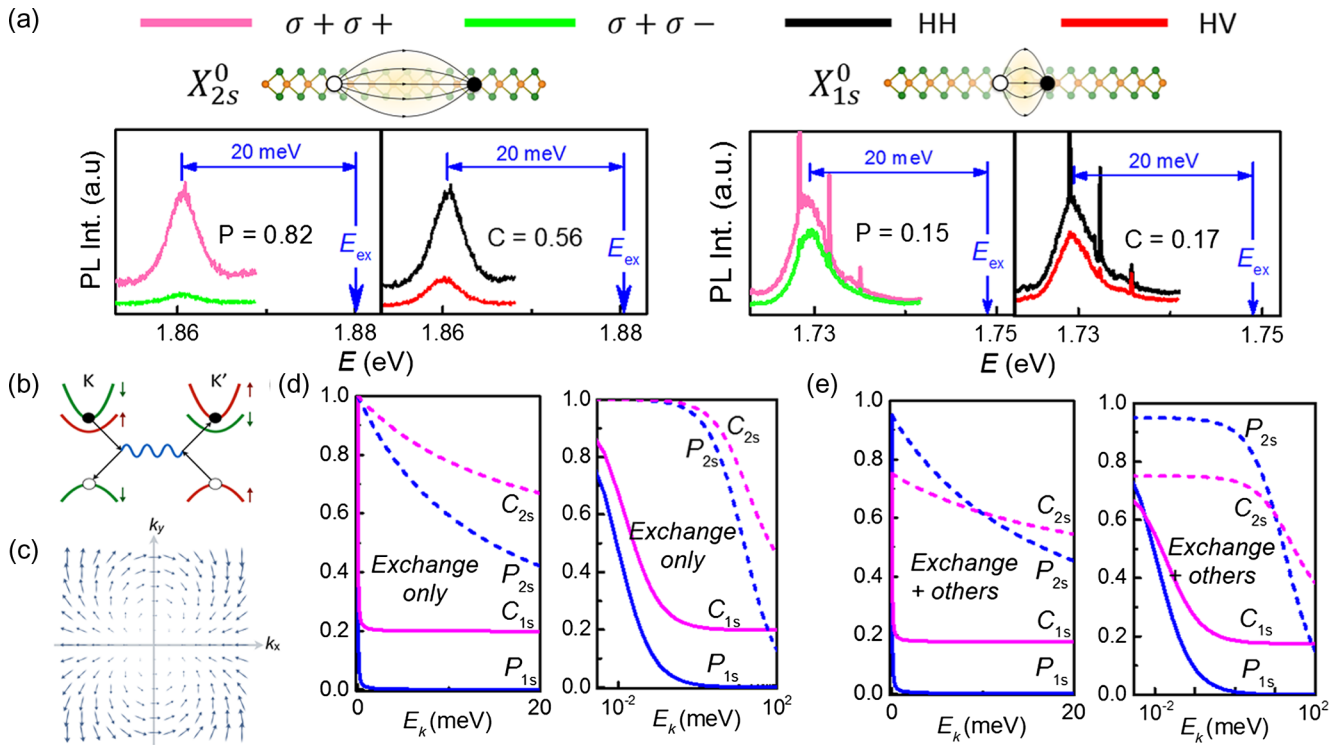 (a)
σ + σ + σ + σ − HH HV
X⁰₂ₛ X⁰₁ₛ
PL Int. (a.u)
20 meV
P = 0.82
E_ex
1.86 1.88
20 meV
C = 0.56
E_ex
1.86 1.88
E (eV)
PL Int. (a.u.)
20 meV
P = 0.15
E_ex
1.73 1.75
20 meV
C = 0.17
E_ex
1.73 1.75
E (eV)
(b)
K K'
↓ ↑
↑ ↓
↓ ↑
(c)
k_y
k_x
(d)
1.0
0.8
0.6
0.4
0.2
0.0
C₂ₛ
P₂ₛ
Exchange
only
C₁ₛ
P₁ₛ
0 20
E_k (meV)
1.0
0.8
0.6
0.4
0.2
0.0
C₂ₛ
P₂ₛ
Exchange
only
C₁ₛ
P₁ₛ
10⁻² 10²
E_k (meV)
(e)
1.0
0.8
0.6
0.4
0.2
0.0
C₂ₛ
P₂ₛ
Exchange
+ others
C₁ₛ
P₁ₛ
0 20
E_k (meV)
1.0
0.8
0.6
0.4
0.2
0.0
P₂ₛ
C₂ₛ
Exchange
+ others
C₁ₛ
P₁ₛ
10⁻² 10²
E_k (meV)